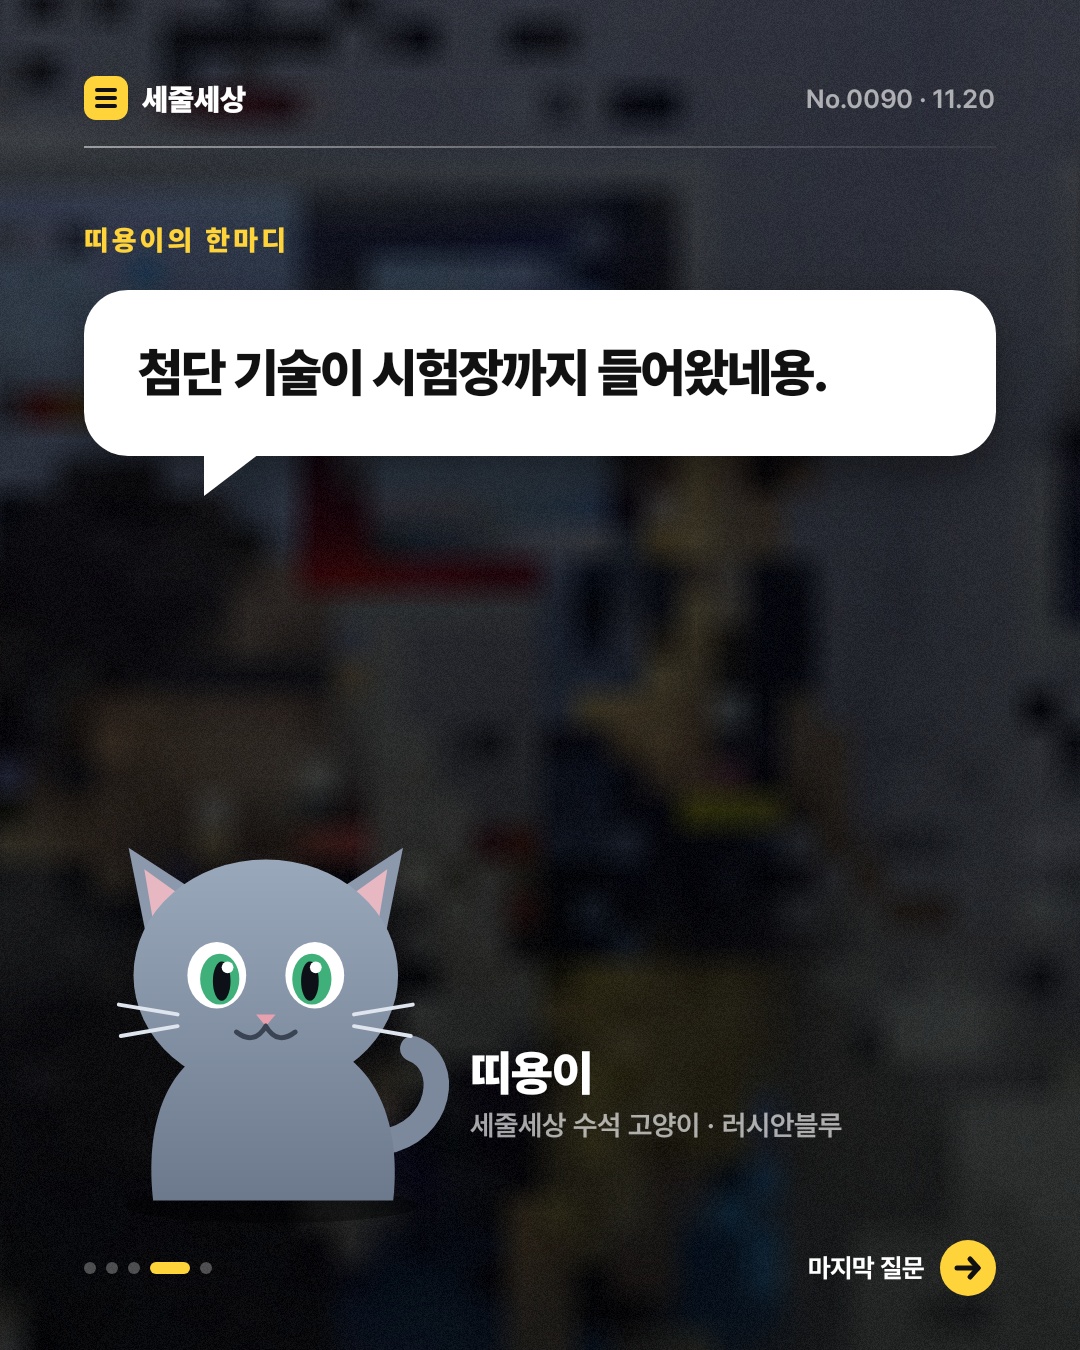 세줄세상
No.0090 · 11.20
띠용이의 한마디
첨단 기술이 시험장까지 들어왔네용.
띠용이
세줄세상 수석 고양이 · 러시안블루
마지막 질문